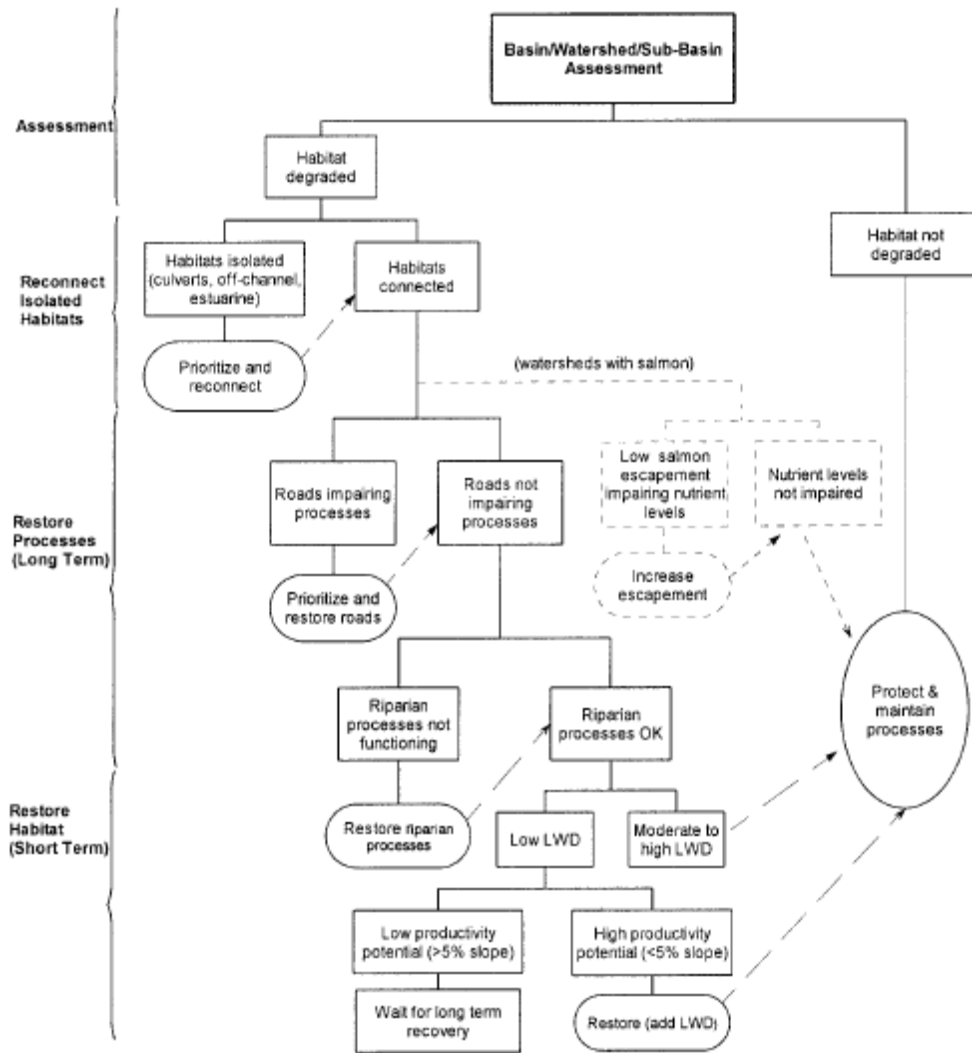 Basin/Watershed/Sub-Basin
Assessment
Assessment
Habitat
degraded
Habitat not
degraded
Reconnect
Isolated
Habitats
Habitats isolated
(culverts, off-channel,
estuarine)
Habitats
connected
Prioritize and
reconnect
(watersheds with salmon)
Restore
Processes
(Long Term)
Roads impairing
processes
Roads not
impairing
processes
Low salmon
escapement
impairing nutrient
levels
Nutrient levels
not impaired
Prioritize and
restore roads
Increase
escapement
Riparian
processes not
functioning
Riparian
processes OK
Protect &
maintain
processes
Restore
Habitat
(Short Term)
Restore riparian
processes
Low LWD
Moderate to
high LWD
Low productivity
potential (>5% slope)
High productivity
potential (<5% slope)
Wait for long term
recovery
Restore (add LWD)